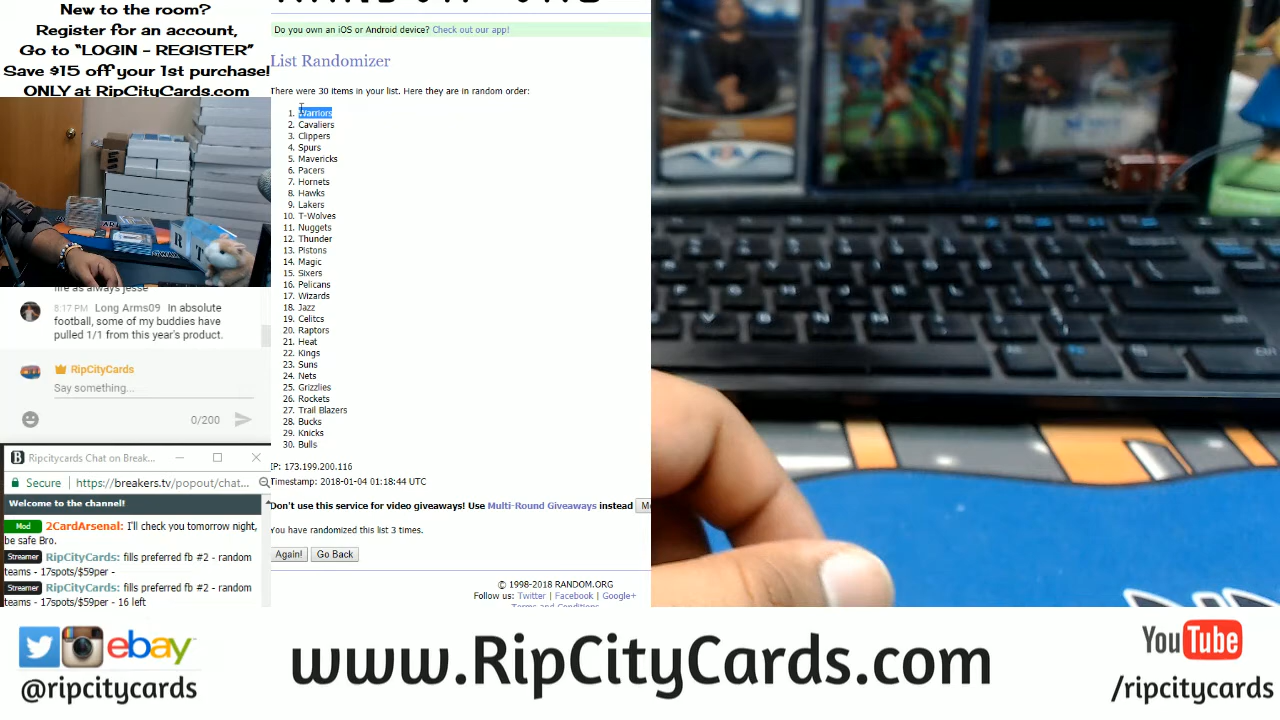 New to the room?
Register for an account,
Go to “LOGIN - REGISTER”
Save $15 off your 1st purchase!
ONLY at RipCityCards.com
life as always jesse
8:17 PM Long Arms09 In absolute
football, some of my buddies have
pulled 1/1 from this year's product.
RipCityCards
Say something...
0/200
Ripcitycards Chat on Break...
Secure https://breakers.tv/popout/chat...
Welcome to the channel!
Mod 2CardArsenal: I'll check you tomorrow night,
be safe Bro.
Streamer RipCityCards: fills preferred fb #2 - random
teams - 17spots/$59per -
Streamer RipCityCards: fills preferred fb #2 - random
teams - 17spots/$59per - 16 left
Do you own an iOS or Android device? Check out our app!
List Randomizer
There were 30 items in your list. Here they are in random order:
1. Warriors
2. Cavaliers
3. Clippers
4. Spurs
5. Mavericks
6. Pacers
7. Hornets
8. Hawks
9. Lakers
10. T-Wolves
11. Nuggets
12. Thunder
13. Pistons
14. Magic
15. Sixers
16. Pelicans
17. Wizards
18. Jazz
19. Celitcs
20. Raptors
21. Heat
22. Kings
23. Suns
24. Nets
25. Grizzlies
26. Rockets
27. Trail Blazers
28. Bucks
29. Knicks
30. Bulls
IP: 173.199.200.116
Timestamp: 2018-01-04 01:18:44 UTC
Don't use this service for video giveaways! Use Multi-Round Giveaways instead
You have randomized this list 3 times.
Again! Go Back
© 1998-2018 RANDOM.ORG
Follow us: Twitter | Facebook | Google+
Terms and Conditions
ebay
@ripcitycards
www.RipCityCards.com
YouTube
/ripcitycards